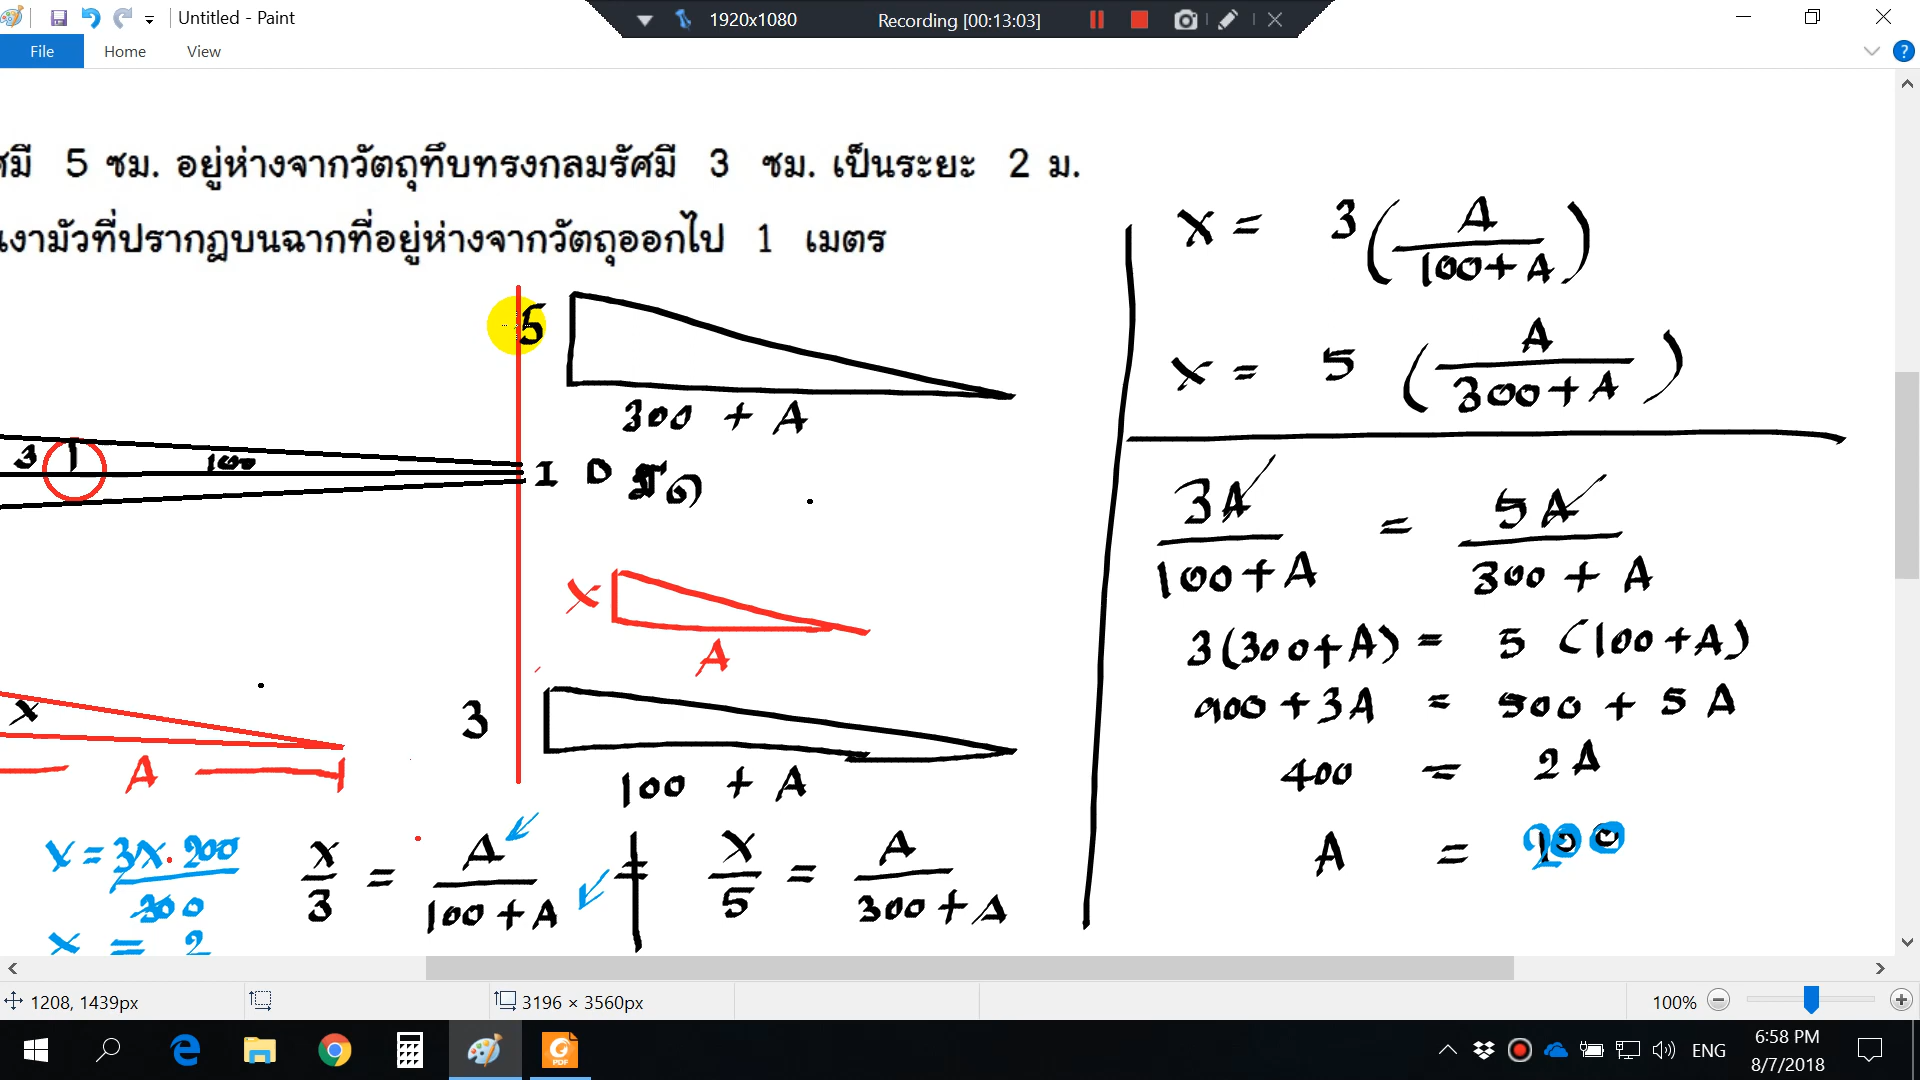 Untitled - Paint
1920x1080
Recording [00:13:03]
File Home View
5 ซม. อยู่ห่างจากวัตถุทึบทรงกลมรัศมี 3 ซม. เป็นระยะ 2 ม.
เงามัวที่ปรากฏบนฉากที่อยู่ห่างจากวัตถุออกไป 1 เมตร
5
300 + A
3
100
I D
X
A
3
100 + A
X
A
X = 3X 200
300
X = 2
X/3 = A/(100 + A)
X/5 = A/(300 + A)
X = 3(A/(100 + A))
X = 5 (A/(300 + A))
3A/(100 + A) = 5A/(300 + A)
3(300 + A) = 5 (100 + A)
900 + 3A = 500 + 5A
400 = 2A
A = 200
1208, 1439px
3196 × 3560px
100%
ENG
6:58 PM
8/7/2018